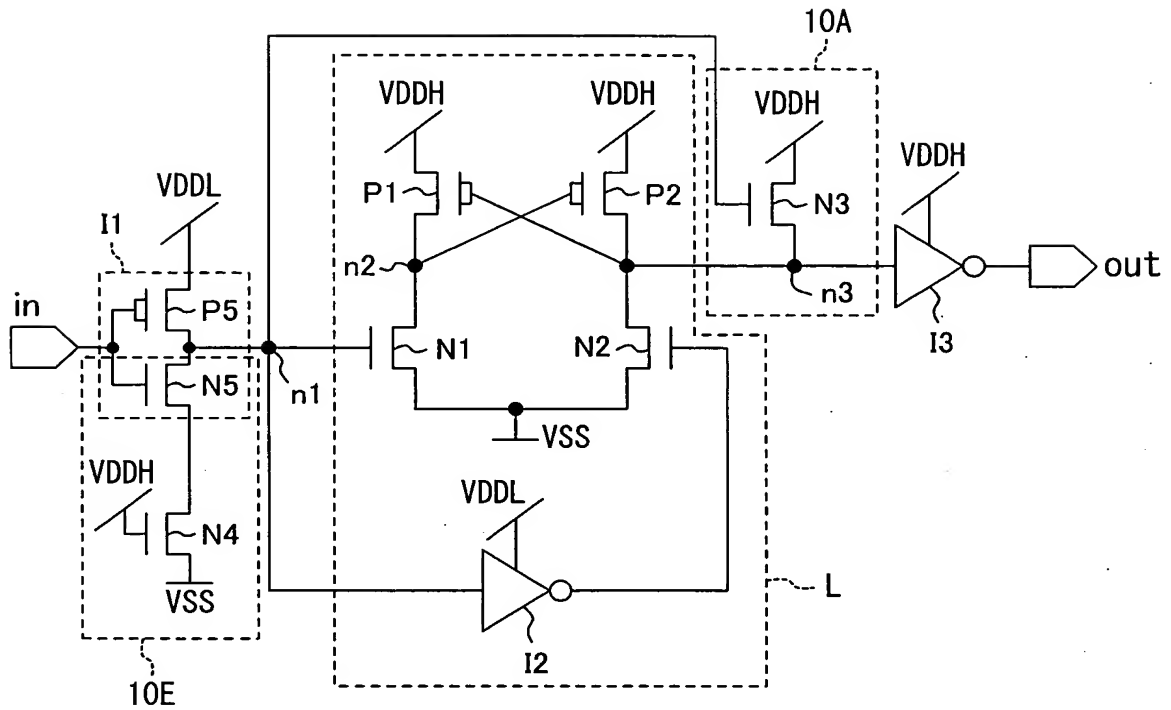 10A
VDDH
VDDH
VDDH
VDDH
VDDL
P1
P2
N3
I1
n2
n3
out
in
P5
I3
N5
n1
N1
N2
VSS
VDDH
VDDL
N4
VSS
L
I2
10E